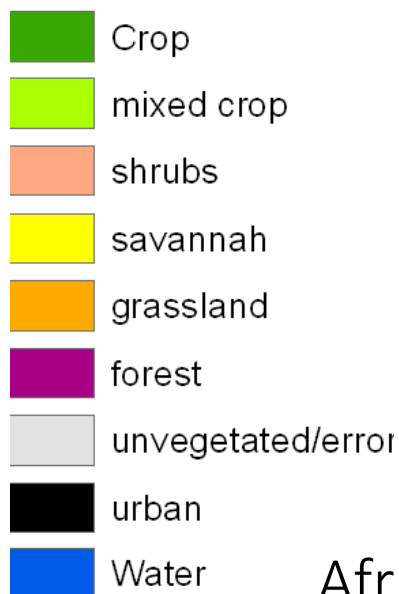 Crop
mixed crop
shrubs
savannah
grassland
forest
unvegetated/error
urban
Water
Afr